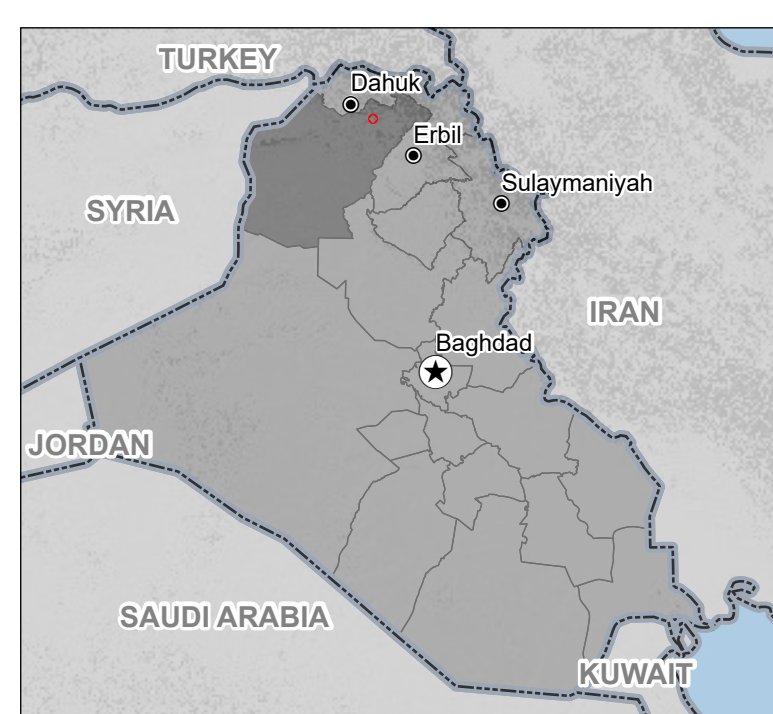 TURKEY
Dahuk
Erbil
Sulaymaniyah
SYRIA
IRAN
Baghdad
JORDAN
SAUDI ARABIA
KUWAIT